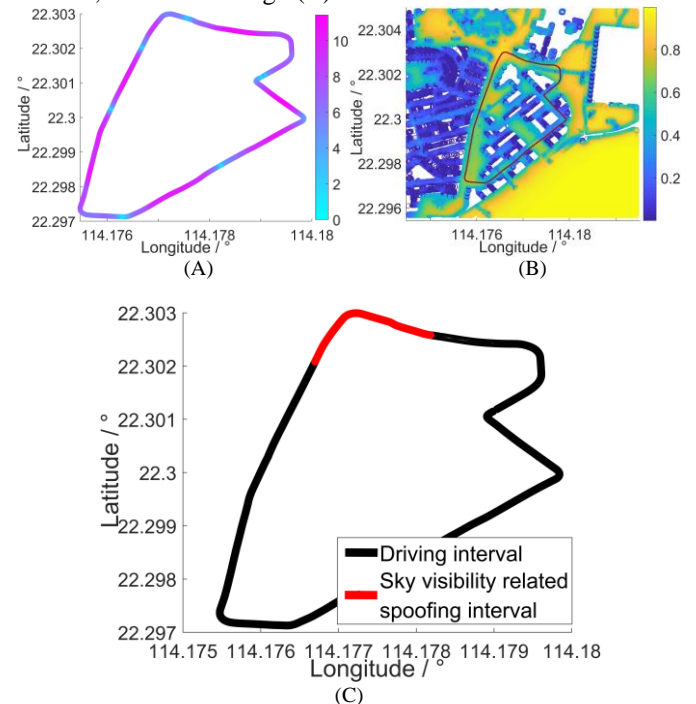 22.303
22.302
22.301
22.3
22.299
22.298
22.297
Latitude / °
114.176
114.178
114.18
Longitude / °
10
8
6
4
2
0
(A)
22.304
22.302
22.3
22.298
22.296
Latitude / °
114.176
114.18
Longitude / °
0.8
0.6
0.4
0.2
(B)
22.303
22.302
22.301
22.3
22.299
22.298
22.297
Latitude / °
Driving interval
Sky visibility related
spoofing interval
114.175 114.176 114.177 114.178 114.179 114.18
Longitude / °
(C)